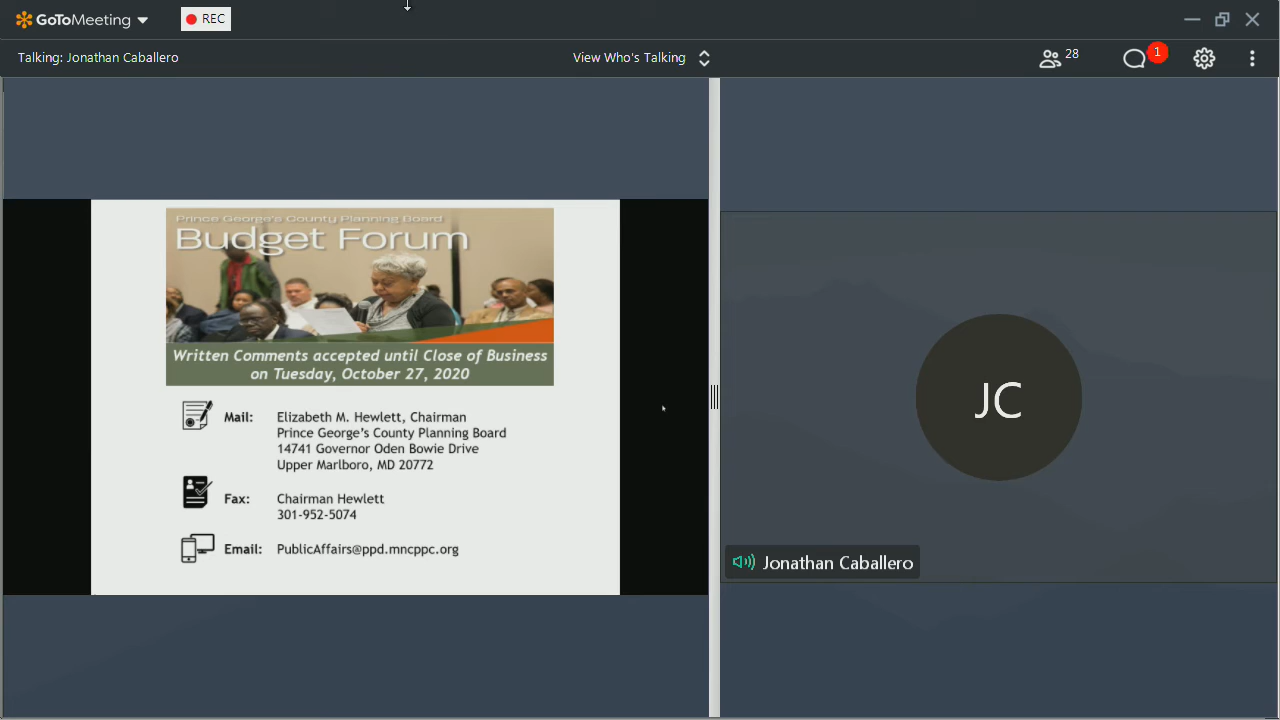 GoToMeeting
REC
Talking: Jonathan Caballero
View Who's Talking
28
1
Prince George's County Planning Board
Budget Forum
Written Comments accepted until Close of Business
on Tuesday, October 27, 2020
Mail:
Elizabeth M. Hewlett, Chairman
Prince George's County Planning Board
14741 Governor Oden Bowie Drive
Upper Marlboro, MD 20772
Fax:
Chairman Hewlett
301-952-5074
Email:
PublicAffairs@ppd.mncppc.org
JC
Jonathan Caballero